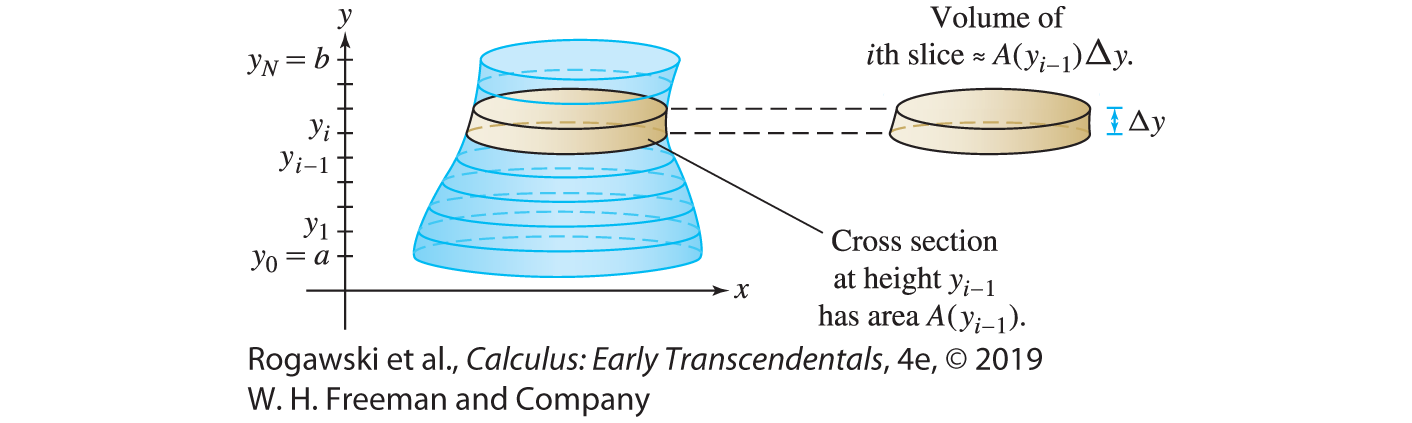 y
y_N = b
y_i
y_{i–1}
y_1
y_0 = a
x
Volume of
ith slice ≈ A(y_{i–1})Δy.
Δy
Cross section
at height y_{i–1}
has area A(y_{i–1}).
Rogawski et al., Calculus: Early Transcendentals, 4e, © 2019
W. H. Freeman and Company